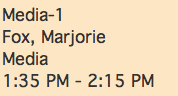 Media-1
Fox, Marjorie
Media
1:35 PM - 2:15 PM